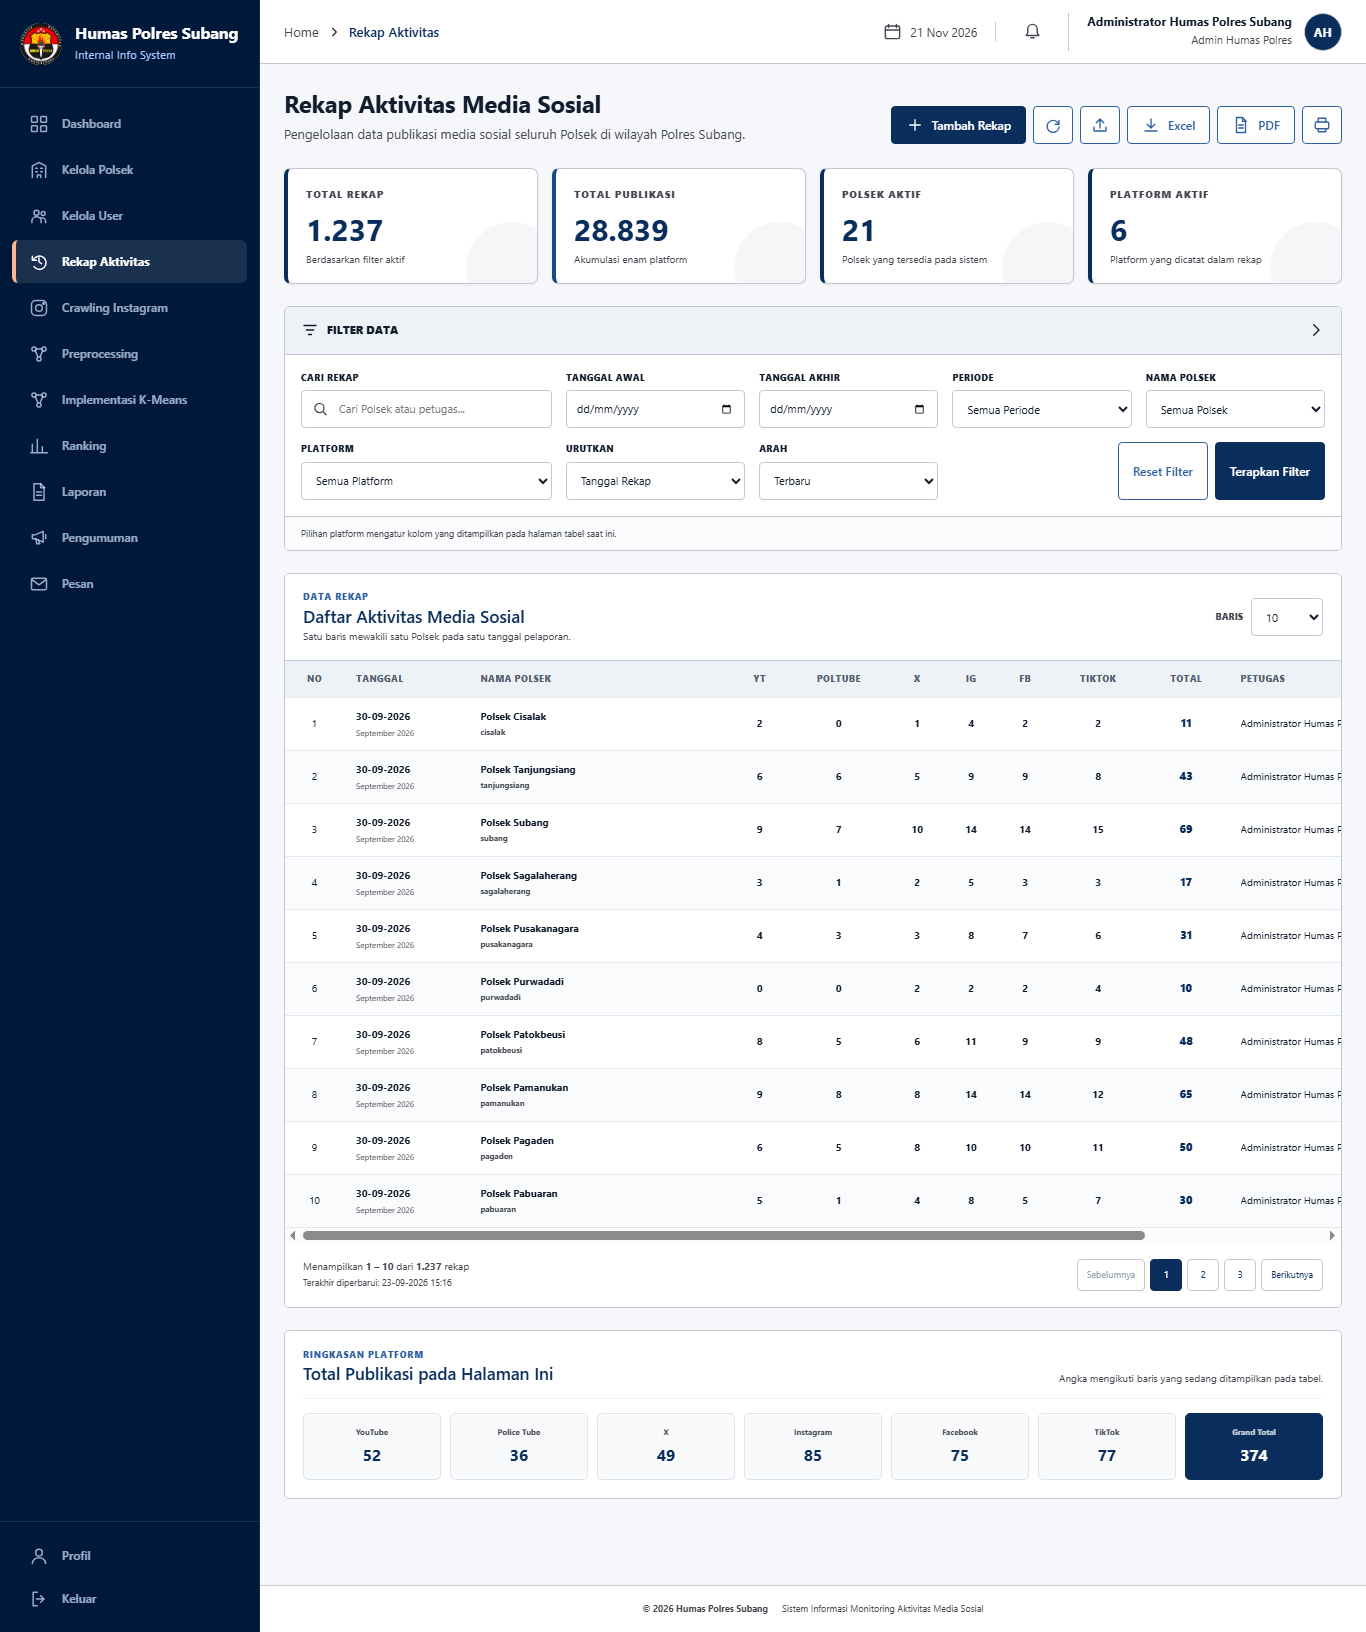 Humas Polres Subang
Internal Info System
Dashboard
Kelola Polsek
Kelola User
Rekap Aktivitas
Crawling Instagram
Preprocessing
Implementasi K-Means
Ranking
Laporan
Pengumuman
Pesan
Profil
Keluar
Home > Rekap Aktivitas
21 Nov 2026
Administrator Humas Polres Subang
Admin Humas Polres
AH
Rekap Aktivitas Media Sosial
Pengelolaan data publikasi media sosial seluruh Polsek di wilayah Polres Subang.
Tambah Rekap
Excel
PDF
TOTAL REKAP
1.237
Berdasarkan filter aktif
TOTAL PUBLIKASI
28.839
Akumulasi enam platform
POLSEK AKTIF
21
Polsek yang tersedia pada sistem
PLATFORM AKTIF
6
Platform yang dicatat dalam rekap
FILTER DATA
CARI REKAP
Cari Polsek atau petugas...
TANGGAL AWAL
dd/mm/yyyy
TANGGAL AKHIR
dd/mm/yyyy
PERIODE
Semua Periode
NAMA POLSEK
Semua Polsek
PLATFORM
Semua Platform
URUTKAN
Tanggal Rekap
ARAH
Terbaru
Reset Filter
Terapkan Filter
Pilihan platform mengatur kolom yang ditampilkan pada halaman tabel saat ini.
DATA REKAP
Daftar Aktivitas Media Sosial
Satu baris mewakili satu Polsek pada satu tanggal pelaporan.
BARIS 10
NO TANGGAL NAMA POLSEK YT POLTUBE X IG FB TIKTOK TOTAL PETUGAS
1 30-09-2026 Polsek Cisalak 2 0 1 4 2 2 11 Administrator Humas P
September 2026 cisalak
2 30-09-2026 Polsek Tanjungsiang 6 6 5 9 9 8 43 Administrator Humas P
September 2026 tanjungsiang
3 30-09-2026 Polsek Subang 9 7 10 14 14 15 69 Administrator Humas P
September 2026 subang
4 30-09-2026 Polsek Sagalaherang 3 1 2 5 3 3 17 Administrator Humas P
September 2026 sagalaherang
5 30-09-2026 Polsek Pusakanagara 4 3 3 8 7 6 31 Administrator Humas P
September 2026 pusakanagara
6 30-09-2026 Polsek Purwadadi 0 0 2 2 2 4 10 Administrator Humas P
September 2026 purwadadi
7 30-09-2026 Polsek Patokbeusi 8 5 6 11 9 9 48 Administrator Humas P
September 2026 patokbeusi
8 30-09-2026 Polsek Pamanukan 9 8 8 14 14 12 65 Administrator Humas P
September 2026 pamanukan
9 30-09-2026 Polsek Pagaden 6 5 8 10 10 11 50 Administrator Humas P
September 2026 pagaden
10 30-09-2026 Polsek Pabuaran 5 1 4 8 5 7 30 Administrator Humas P
September 2026 pabuaran
Menampilkan 1 – 10 dari 1.237 rekap
Terakhir diperbarui: 23-09-2026 15:16
Sebelumnya 1 2 3 Berikutnya
RINGKASAN PLATFORM
Total Publikasi pada Halaman Ini
Angka mengikuti baris yang sedang ditampilkan pada tabel.
YouTube
52
Police Tube
36
X
49
Instagram
85
Facebook
75
TikTok
77
Grand Total
374
© 2026 Humas Polres Subang Sistem Informasi Monitoring Aktivitas Media Sosial